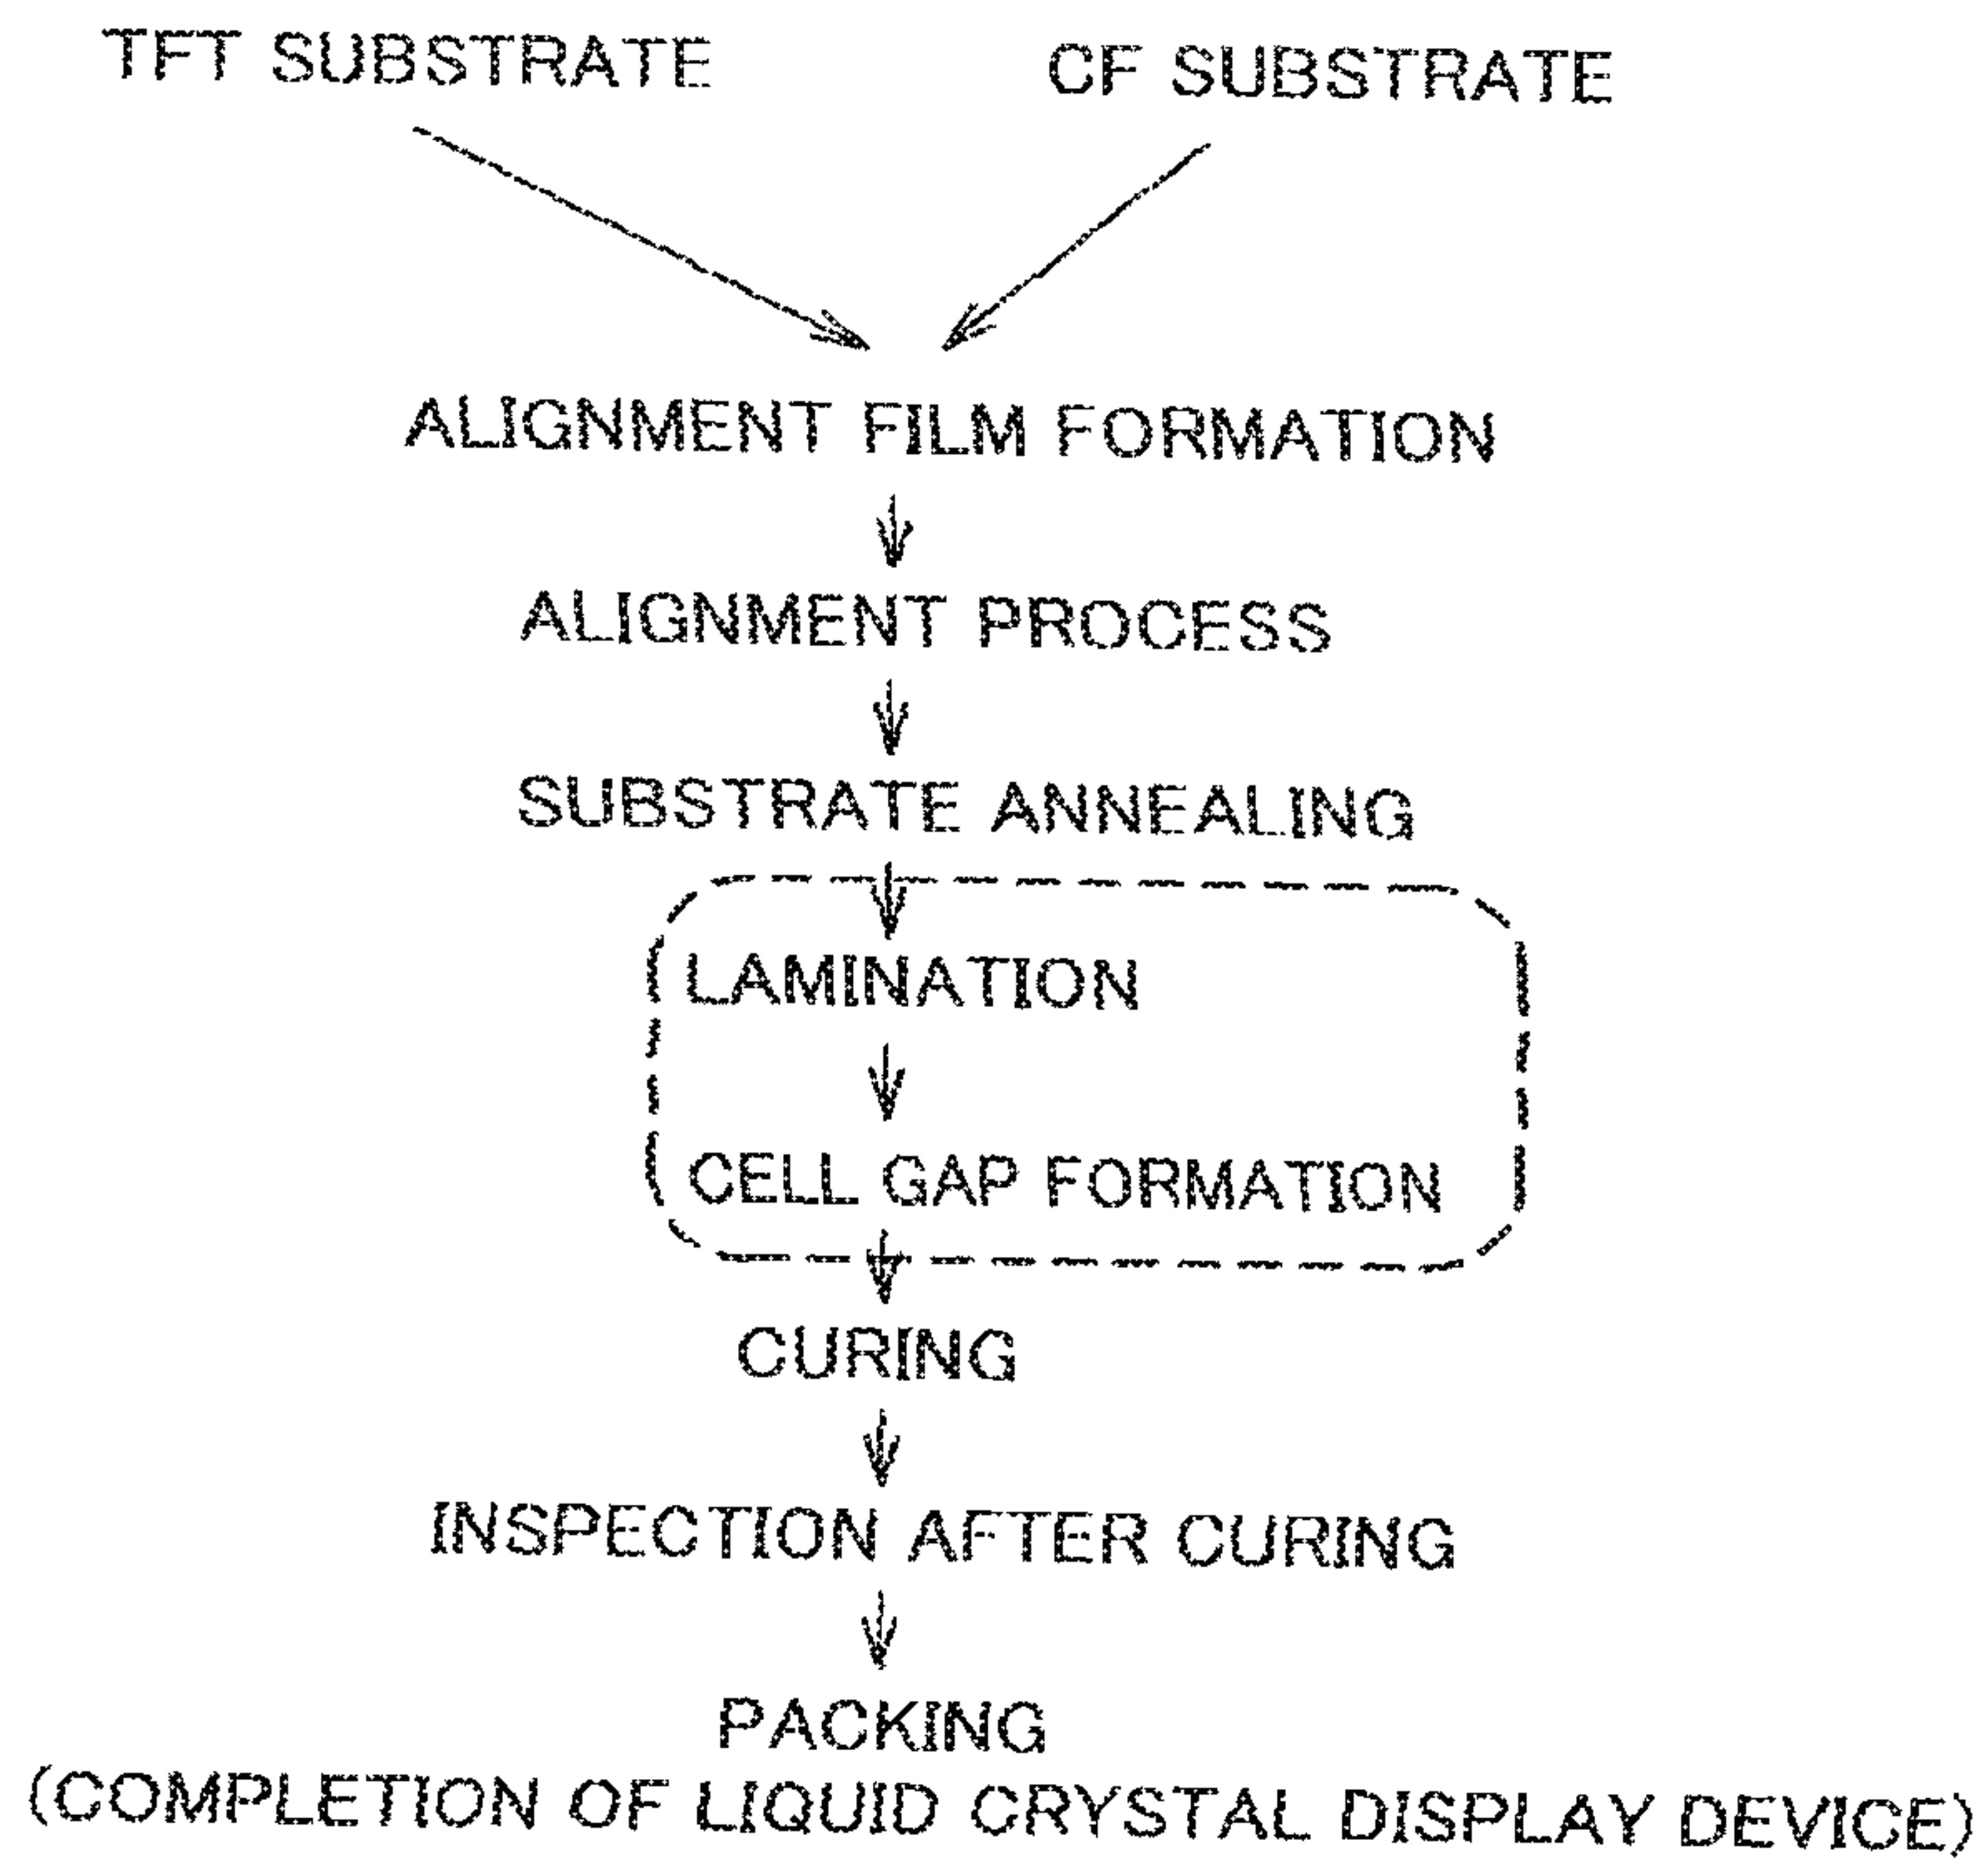 TFT SUBSTRATE
CF SUBSTRATE
ALIGNMENT FILM FORMATION
ALIGNMENT PROCESS
SUBSTRATE ANNEALING
LAMINATION
CELL GAP FORMATION
CURING
INSPECTION AFTER CURING
PACKING
(COMPLETION OF LIQUID CRYSTAL DISPLAY DEVICE)